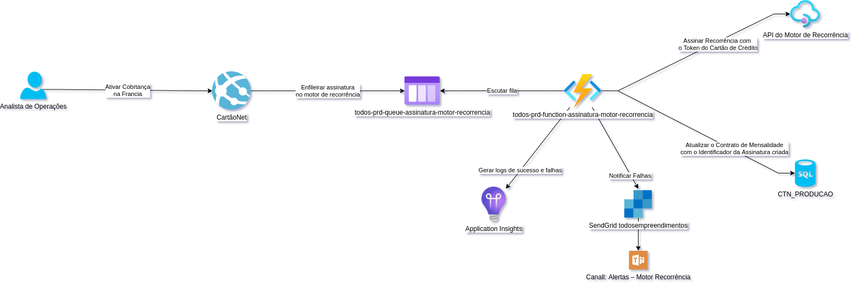 API do Motor de Recorrência
Assinar Recorrência com
o Token do Cartão de Crédito
Analista de Operações
Ativar Cobrtança
na Francia
CartãoNet
Enfileirar assinatura
no motor de recorrência
todos-prd-queue-assinatura-motor-recorrencia
Escutar fila
todos-prd-function-assinatura-motor-recorrencia
Atualizar o Contrato de Mensalidade
com o Identificador da Assinatura criada
SQL
CTN_PRODUCAO
Gerar logs de sucesso e falhas
Application Insights
Notificar Falhas
SendGrid todosempreendimentos
Canall: Alertas – Motor Recorrência